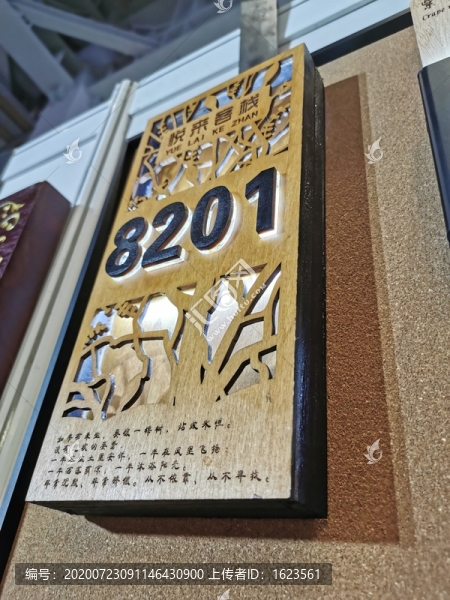 悦来客栈
YUE LAI KE ZHAN
8201
如有来生，要做一棵树，站成永恒；
没有悲欢的姿势。
一半在土里安详，一半在风里飞扬；
一半洒落阴凉，一半沐浴阳光。
非常沉默，非常骄傲。从不依靠，从不寻找。
编号：20200723091146430900 上传者ID：1623561